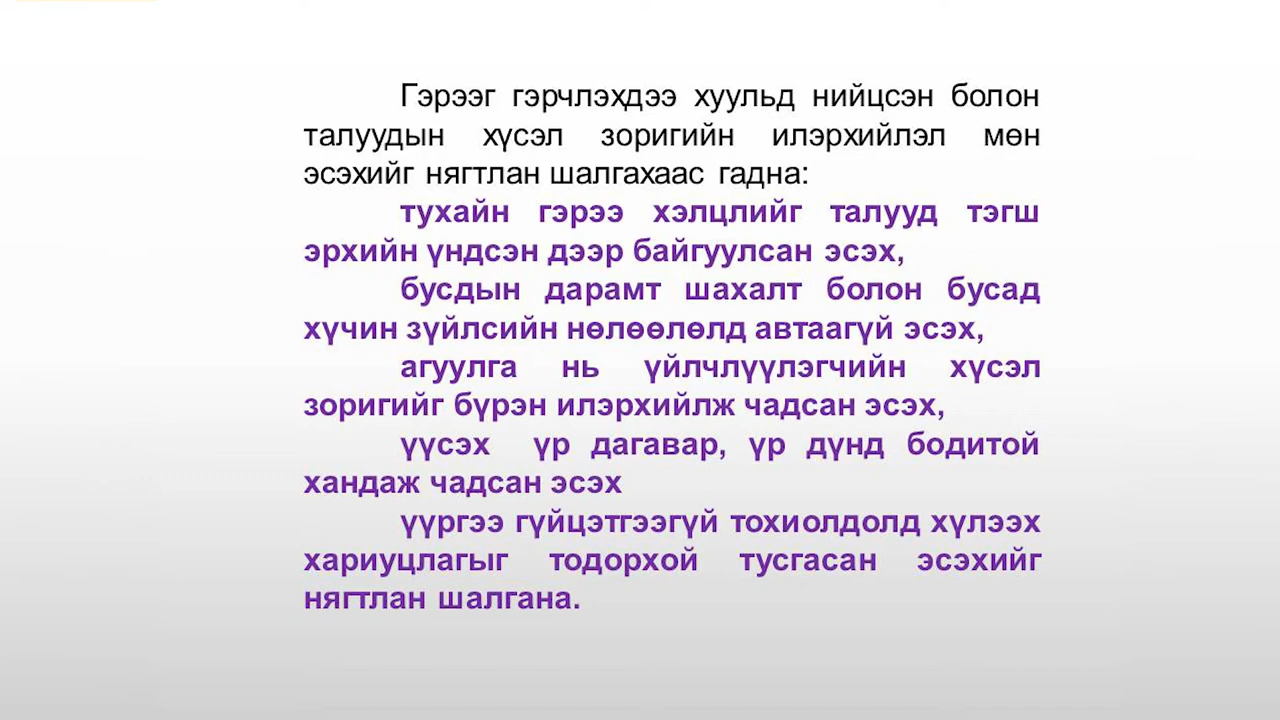 Гэрээг гэрчлэхдээ хуульд нийцсэн болон
талуудын хүсэл зоригийн илэрхийлэл мөн
эсэхийг нягтлан шалгахаас гадна:
тухайн гэрээ хэлцлийг талууд тэгш
эрхийн үндсэн дээр байгуулсан эсэх,
бусдын дарамт шахалт болон бусад
хүчин зүйлсийн нөлөөлөлд автаагүй эсэх,
агуулга нь үйлчлүүлэгчийн хүсэл
зоригийг бүрэн илэрхийлж чадсан эсэх,
үүсэх үр дагавар, үр дүнд бодитой
хандаж чадсан эсэх
үүргээ гүйцэтгээгүй тохиолдолд хүлээх
хариуцлагыг тодорхой тусгасан эсэхийг
нягтлан шалгана.